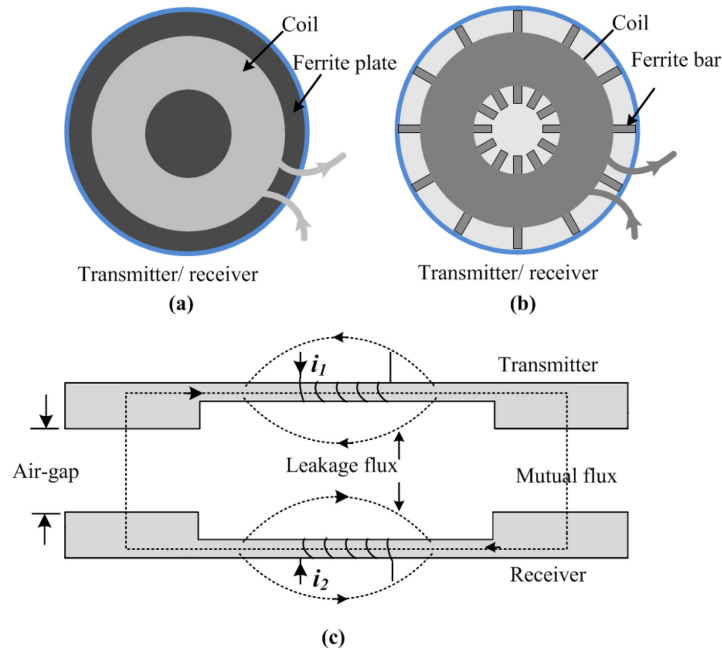 Coil
Ferrite plate
Transmitter/ receiver
(a)
Coil
Ferrite bar
Transmitter/ receiver
(b)
i1
Transmitter
Air-gap
Leakage flux
Mutual flux
i2
Receiver
(c)